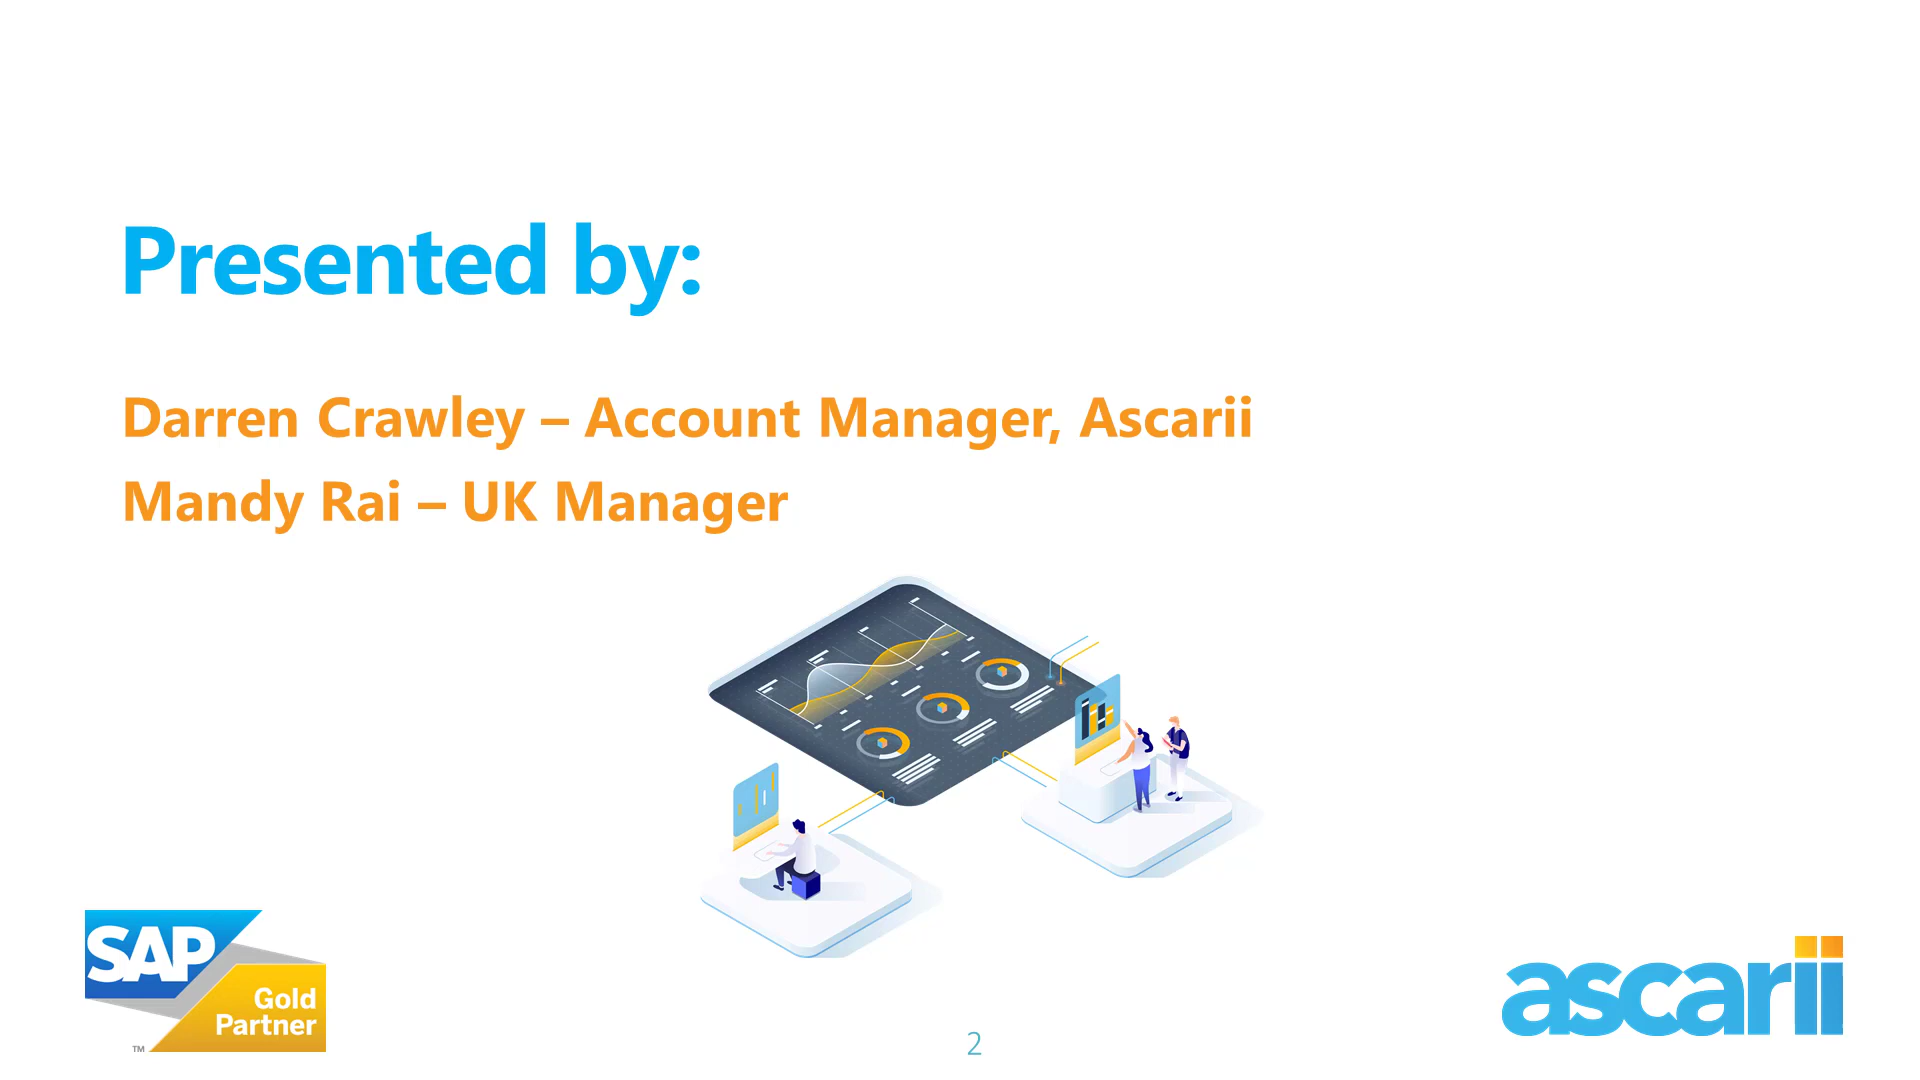 Presented by:
Darren Crawley – Account Manager, Ascarii
Mandy Rai – UK Manager
SAP
Gold
Partner
™
2
ascarii